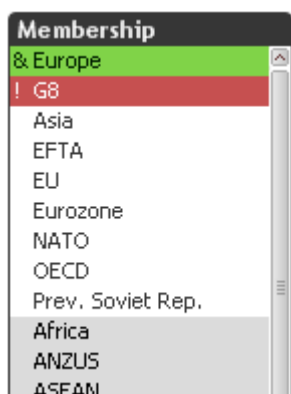 Membership
& Europe
! G8
Asia
EFTA
EU
Eurozone
NATO
OECD
Prev. Soviet Rep.
Africa
ANZUS
ASEAN